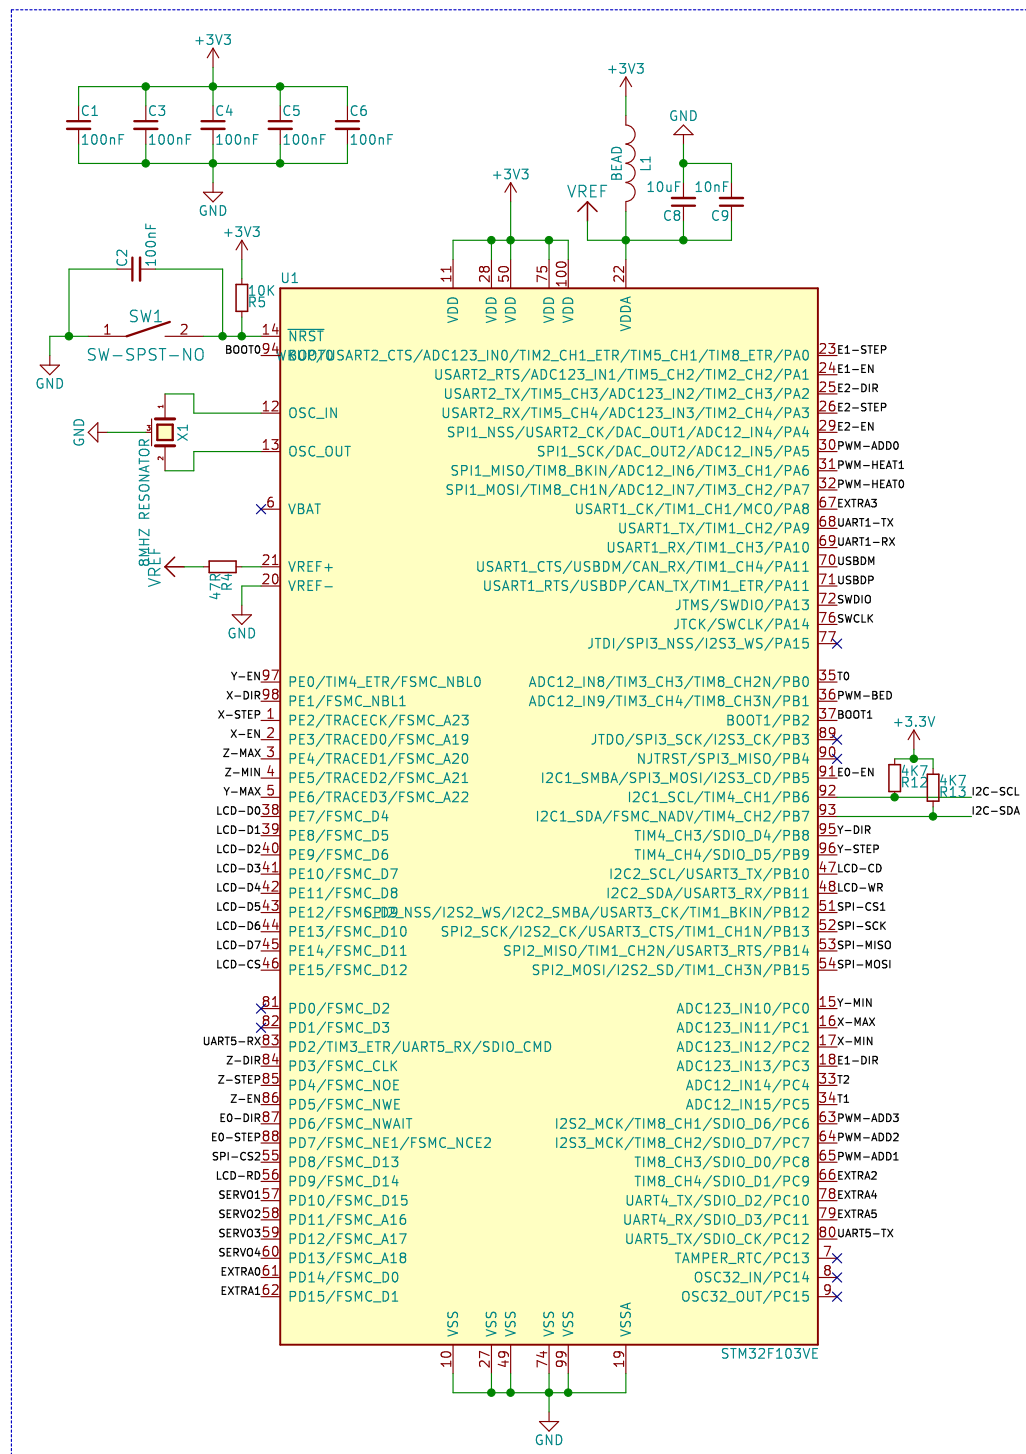 +3V3
C1
100nF
C3
100nF
C4
100nF
C5
100nF
C6
100nF
GND
+3V3
BEAD
L1
GND
10uF
C8
10nF
C9
VREF
+3V3
C2
100nF
+3V3
10K
R5
SW1
1
2
SW-SPST-NO
GND
GND
X1
1
3
2
8MHZ RESONATOR
VREF
47R
R4
GND
U1
11 VDD
28 VDD
50 VDD
75 VDD
100 VDD
22 VDDA
14 NRST
BOOT0 94 BOOT0
12 OSC_IN
13 OSC_OUT
6 VBAT
21 VREF+
20 VREF-
Y-EN 97 PE0/TIM4_ETR/FSMC_NBL0
X-DIR 98 PE1/FSMC_NBL1
X-STEP 1 PE2/TRACECK/FSMC_A23
X-EN 2 PE3/TRACED0/FSMC_A19
Z-MAX 3 PE4/TRACED1/FSMC_A20
Z-MIN 4 PE5/TRACED2/FSMC_A21
Y-MAX 5 PE6/TRACED3/FSMC_A22
LCD-D0 38 PE7/FSMC_D4
LCD-D1 39 PE8/FSMC_D5
LCD-D2 40 PE9/FSMC_D6
LCD-D3 41 PE10/FSMC_D7
LCD-D4 42 PE11/FSMC_D8
LCD-D5 43 PE12/FSMC_D9
LCD-D6 44 PE13/FSMC_D10
LCD-D7 45 PE14/FSMC_D11
LCD-CS 46 PE15/FSMC_D12
81 PD0/FSMC_D2
82 PD1/FSMC_D3
UART5-RX 83 PD2/TIM3_ETR/UART5_RX/SDIO_CMD
Z-DIR 84 PD3/FSMC_CLK
Z-STEP 85 PD4/FSMC_NOE
Z-EN 86 PD5/FSMC_NWE
E0-DIR 87 PD6/FSMC_NWAIT
E0-STEP 88 PD7/FSMC_NE1/FSMC_NCE2
SPI-CS2 55 PD8/FSMC_D13
LCD-RD 56 PD9/FSMC_D14
SERVO1 57 PD10/FSMC_D15
SERVO2 58 PD11/FSMC_A16
SERVO3 59 PD12/FSMC_A17
SERVO4 60 PD13/FSMC_A18
EXTRA0 61 PD14/FSMC_D0
EXTRA1 62 PD15/FSMC_D1
WKUP/USART2_CTS/ADC123_IN0/TIM2_CH1_ETR/TIM5_CH1/TIM8_ETR/PA0 23 E1-STEP
USART2_RTS/ADC123_IN1/TIM5_CH2/TIM2_CH2/PA1 24 E1-EN
USART2_TX/TIM5_CH3/ADC123_IN2/TIM2_CH3/PA2 25 E2-DIR
USART2_RX/TIM5_CH4/ADC123_IN3/TIM2_CH4/PA3 26 E2-STEP
SPI1_NSS/USART2_CK/DAC_OUT1/ADC12_IN4/PA4 29 E2-EN
SPI1_SCK/DAC_OUT2/ADC12_IN5/PA5 30 PWM-ADD0
SPI1_MISO/TIM8_BKIN/ADC12_IN6/TIM3_CH1/PA6 31 PWM-HEAT1
SPI1_MOSI/TIM8_CH1N/ADC12_IN7/TIM3_CH2/PA7 32 PWM-HEAT0
USART1_CK/TIM1_CH1/MCO/PA8 67 EXTRA3
USART1_TX/TIM1_CH2/PA9 68 UART1-TX
USART1_RX/TIM1_CH3/PA10 69 UART1-RX
USART1_CTS/USBDM/CAN_RX/TIM1_CH4/PA11 70 USBDM
USART1_RTS/USBDP/CAN_TX/TIM1_ETR/PA11 71 USBDP
JTMS/SWDIO/PA13 72 SWDIO
JTCK/SWCLK/PA14 76 SWCLK
JTDI/SPI3_NSS/I2S3_WS/PA15 77
ADC12_IN8/TIM3_CH3/TIM8_CH2N/PB0 35 T0
ADC12_IN9/TIM3_CH4/TIM8_CH3N/PB1 36 PWM-BED
BOOT1/PB2 37 BOOT1
JTDO/SPI3_SCK/I2S3_CK/PB3 89
NJTRST/SPI3_MISO/PB4 90
I2C1_SMBA/SPI3_MOSI/I2S3_CD/PB5 91 E0-EN
I2C1_SCL/TIM4_CH1/PB6 92 I2C-SCL
I2C1_SDA/FSMC_NADV/TIM4_CH2/PB7 93 I2C-SDA
TIM4_CH3/SDIO_D4/PB8 95 Y-DIR
TIM4_CH4/SDIO_D5/PB9 96 Y-STEP
I2C2_SCL/USART3_TX/PB10 47 LCD-CD
I2C2_SDA/USART3_RX/PB11 48 LCD-WR
SPI2_NSS/I2S2_WS/I2C2_SMBA/USART3_CK/TIM1_BKIN/PB12 51 SPI-CS1
SPI2_SCK/I2S2_CK/USART3_CTS/TIM1_CH1N/PB13 52 SPI-SCK
SPI2_MISO/TIM1_CH2N/USART3_RTS/PB14 53 SPI-MISO
SPI2_MOSI/I2S2_SD/TIM1_CH3N/PB15 54 SPI-MOSI
+3.3V
4K7
R12
4K7
R13
ADC123_IN10/PC0 15 Y-MIN
ADC123_IN11/PC1 16 X-MAX
ADC123_IN12/PC2 17 X-MIN
ADC123_IN13/PC3 18 E1-DIR
ADC12_IN14/PC4 33 T2
ADC12_IN15/PC5 34 T1
I2S2_MCK/TIM8_CH1/SDIO_D6/PC6 63 PWM-ADD3
I2S3_MCK/TIM8_CH2/SDIO_D7/PC7 64 PWM-ADD2
TIM8_CH3/SDIO_D0/PC8 65 PWM-ADD1
TIM8_CH4/SDIO_D1/PC9 66 EXTRA2
UART4_TX/SDIO_D2/PC10 78 EXTRA4
UART4_RX/SDIO_D3/PC11 79 EXTRA5
UART5_TX/SDIO_CK/PC12 80 UART5-TX
TAMPER_RTC/PC13 7
OSC32_IN/PC14 8
OSC32_OUT/PC15 9
VSS 10
VSS 27
VSS 49
VSS 74
VSS 99
VSSA 19
STM32F103VE
GND